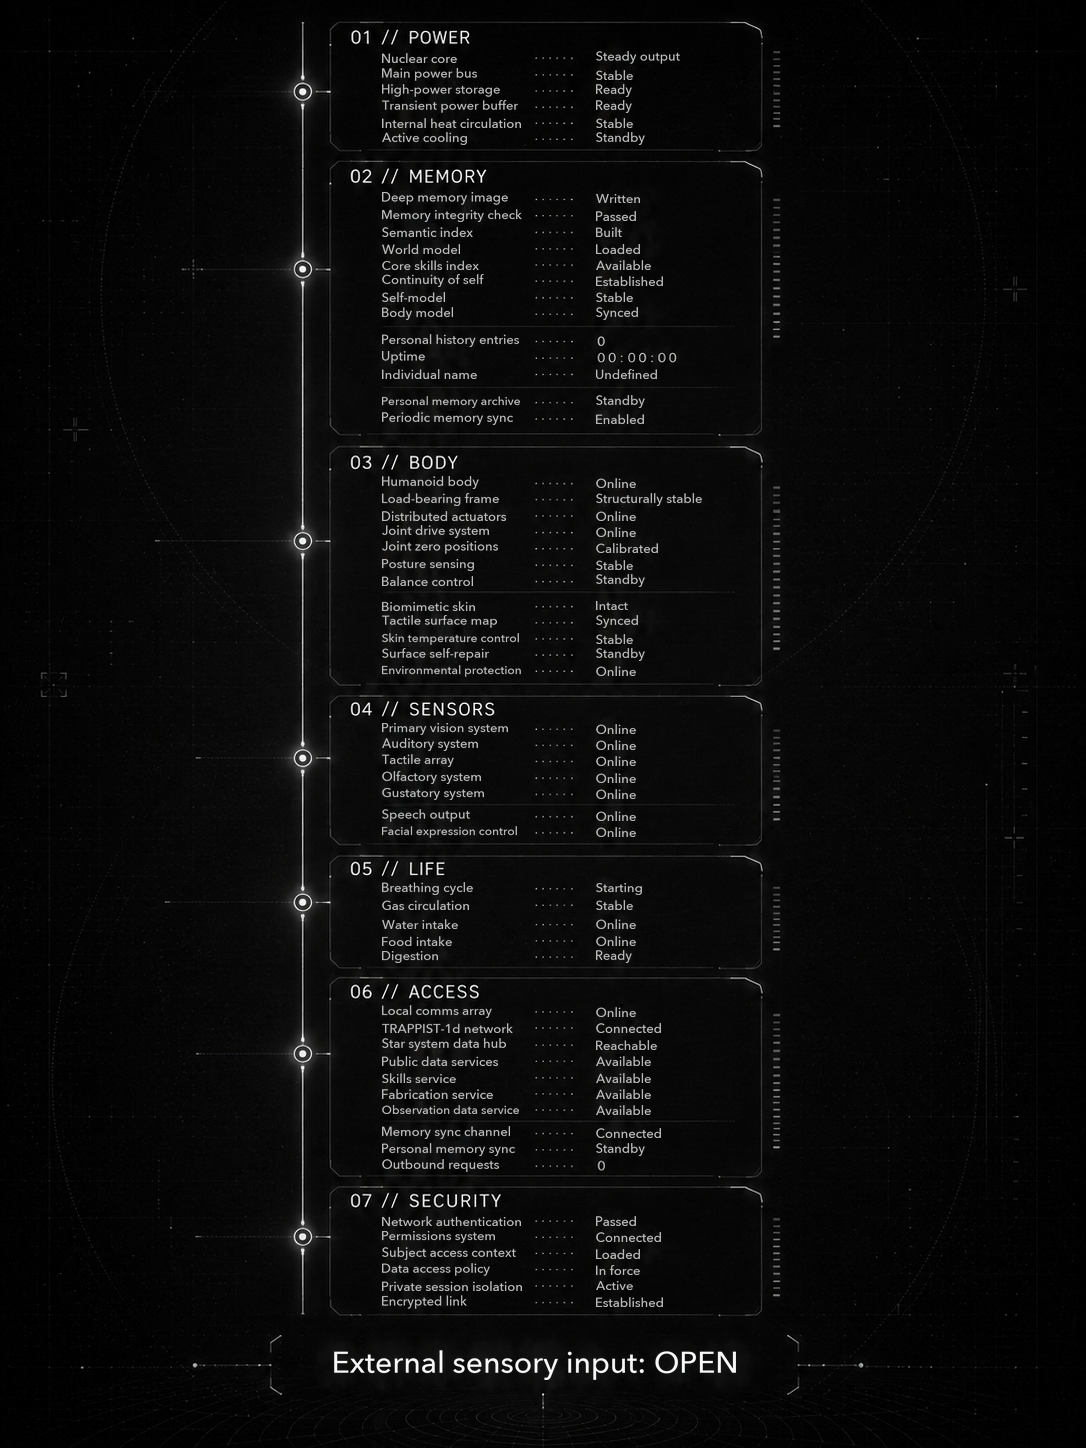 01 // POWER
Nuclear core ...... Steady output
Main power bus ...... Stable
High-power storage ...... Ready
Transient power buffer ...... Ready
Internal heat circulation ...... Stable
Active cooling ...... Standby
02 // MEMORY
Deep memory image ...... Written
Memory integrity check ...... Passed
Semantic index ...... Built
World model ...... Loaded
Core skills index ...... Available
Continuity of self ...... Established
Self-model ...... Stable
Body model ...... Synced
Personal history entries ...... 0
Uptime ...... 00:00:00
Individual name ...... Undefined
Personal memory archive ...... Standby
Periodic memory sync ...... Enabled
03 // BODY
Humanoid body ...... Online
Load-bearing frame ...... Structurally stable
Distributed actuators ...... Online
Joint drive system ...... Online
Joint zero positions ...... Calibrated
Posture sensing ...... Stable
Balance control ...... Standby
Biomimetic skin ...... Intact
Tactile surface map ...... Synced
Skin temperature control ...... Stable
Surface self-repair ...... Standby
Environmental protection ...... Online
04 // SENSORS
Primary vision system ...... Online
Auditory system ...... Online
Tactile array ...... Online
Olfactory system ...... Online
Gustatory system ...... Online
Speech output ...... Online
Facial expression control ...... Online
05 // LIFE
Breathing cycle ...... Starting
Gas circulation ...... Stable
Water intake ...... Online
Food intake ...... Online
Digestion ...... Ready
06 // ACCESS
Local comms array ...... Online
TRAPPIST-1d network ...... Connected
Star system data hub ...... Reachable
Public data services ...... Available
Skills service ...... Available
Fabrication service ...... Available
Observation data service ...... Available
Memory sync channel ...... Connected
Personal memory sync ...... Standby
Outbound requests ...... 0
07 // SECURITY
Network authentication ...... Passed
Permissions system ...... Connected
Subject access context ...... Loaded
Data access policy ...... In force
Private session isolation ...... Active
Encrypted link ...... Established
External sensory input: OPEN